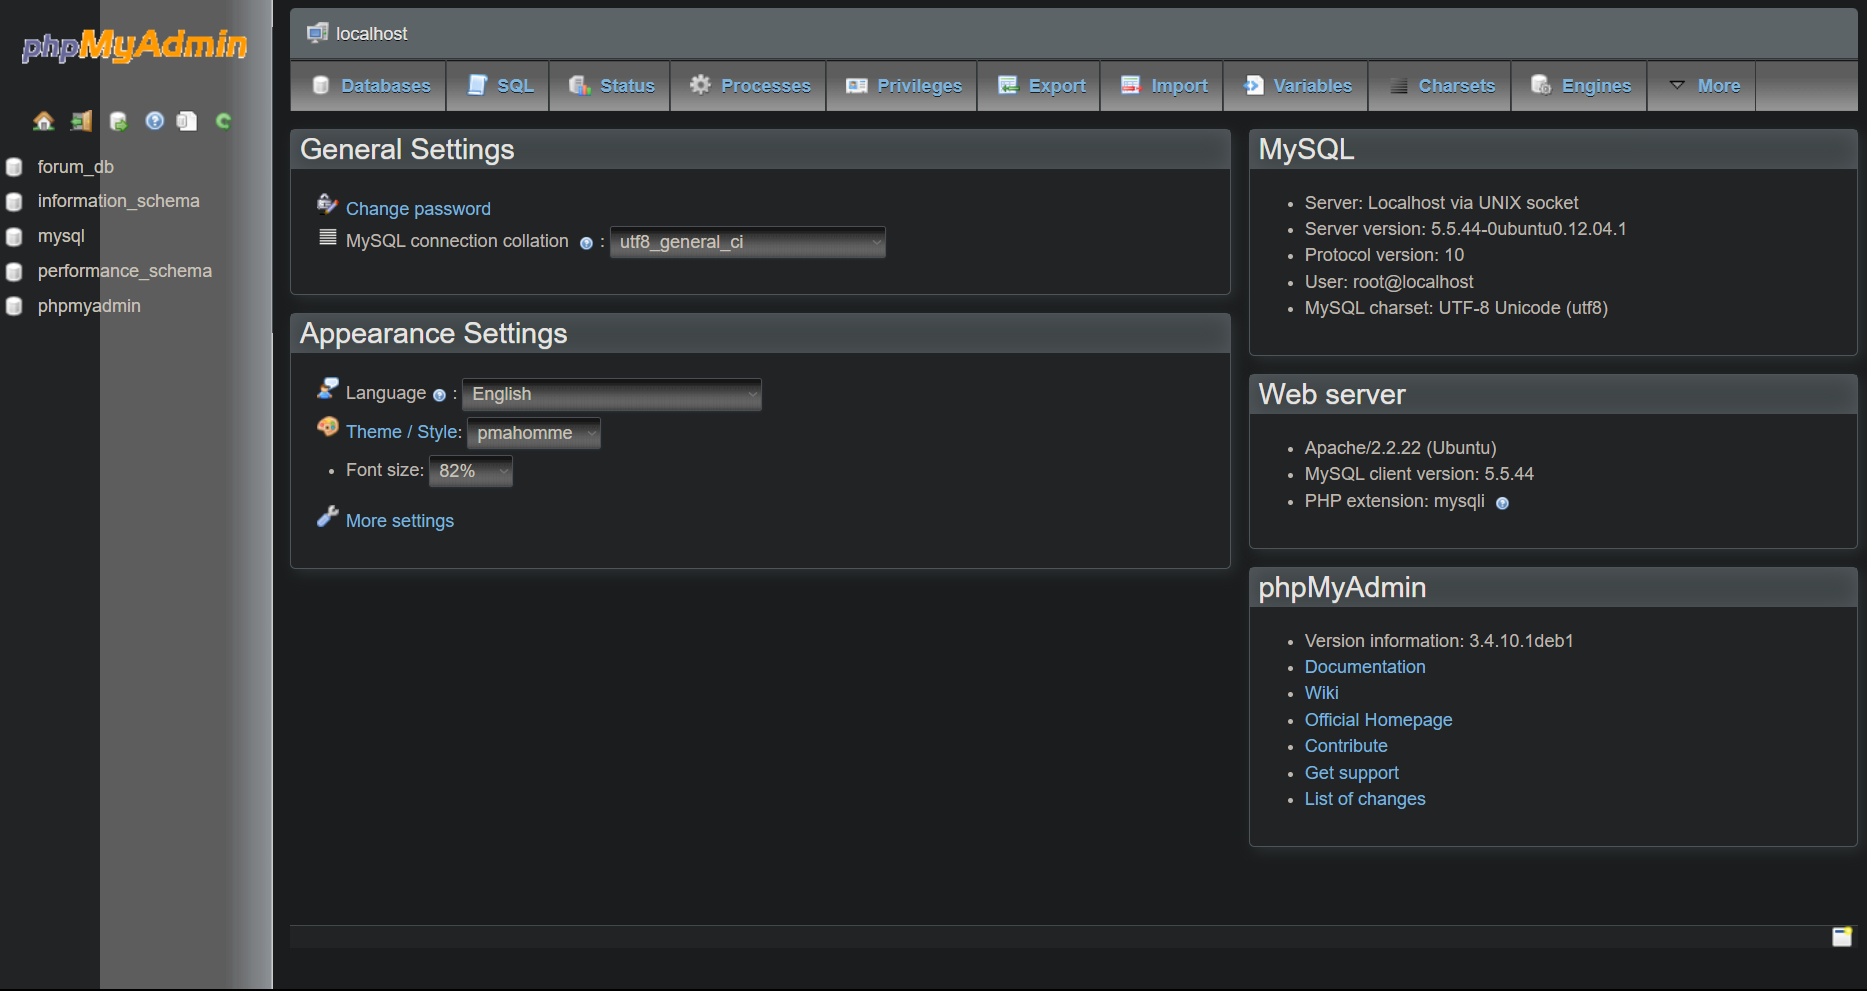 phpMyAdmin
forum_db
information_schema
mysql
performance_schema
phpmyadmin
localhost
Databases SQL Status Processes Privileges Export Import Variables Charsets Engines More
General Settings
Change password
MySQL connection collation : utf8_general_ci
Appearance Settings
Language : English
Theme / Style: pmahomme
Font size: 82%
More settings
MySQL
Server: Localhost via UNIX socket
Server version: 5.5.44-0ubuntu0.12.04.1
Protocol version: 10
User: root@localhost
MySQL charset: UTF-8 Unicode (utf8)
Web server
Apache/2.2.22 (Ubuntu)
MySQL client version: 5.5.44
PHP extension: mysqli
phpMyAdmin
Version information: 3.4.10.1deb1
Documentation
Wiki
Official Homepage
Contribute
Get support
List of changes